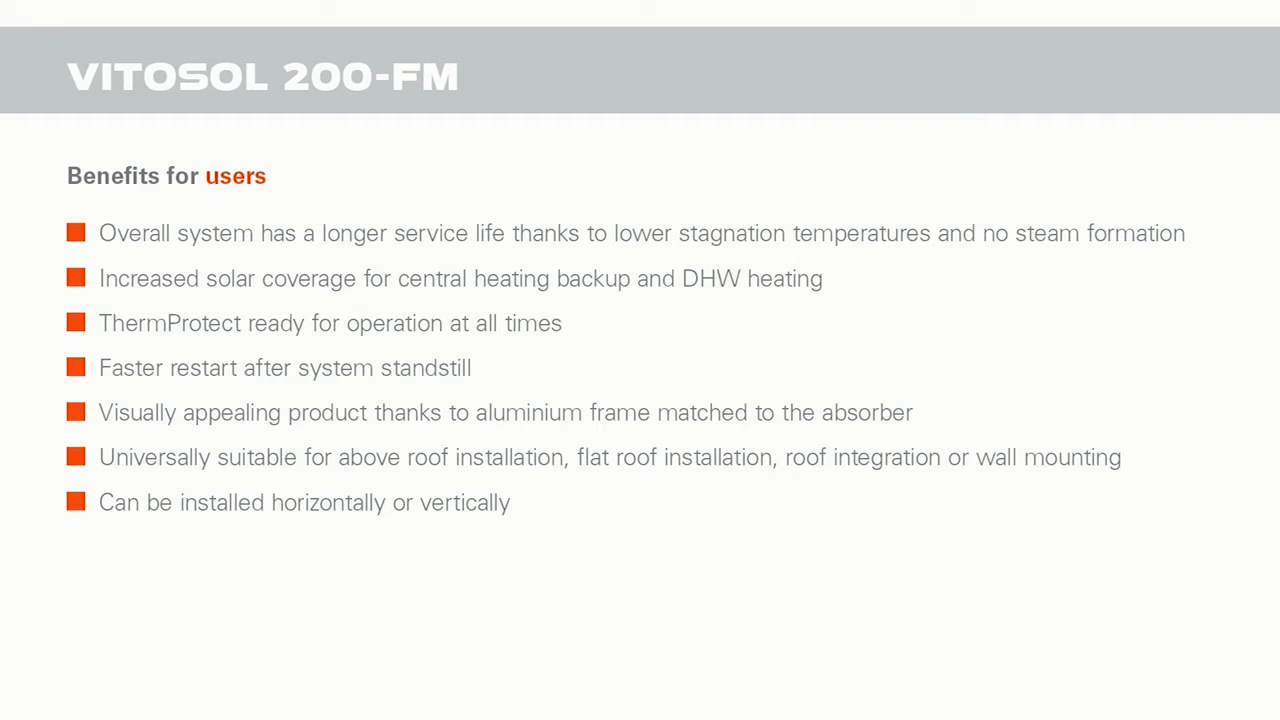 VITOSOL 200-FM
Benefits for users
Overall system has a longer service life thanks to lower stagnation temperatures and no steam formation
Increased solar coverage for central heating backup and DHW heating
ThermProtect ready for operation at all times
Faster restart after system standstill
Visually appealing product thanks to aluminium frame matched to the absorber
Universally suitable for above roof installation, flat roof installation, roof integration or wall mounting
Can be installed horizontally or vertically